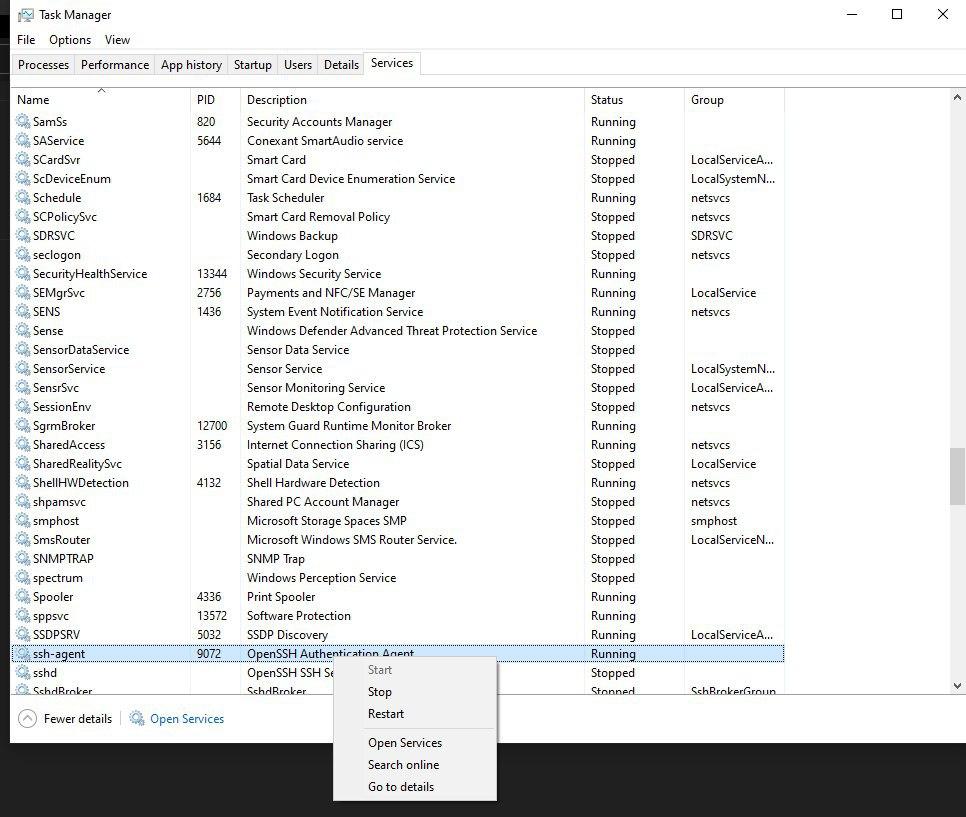 Task Manager
File Options View
Processes Performance App history Startup Users Details Services
Name PID Description Status Group
SamSs 820 Security Accounts Manager Running
SAService 5644 Conexant SmartAudio service Running
SCardSvr Smart Card Stopped LocalServiceA...
ScDeviceEnum Smart Card Device Enumeration Service Stopped LocalSystemN...
Schedule 1684 Task Scheduler Running netsvcs
SCPolicySvc Smart Card Removal Policy Stopped netsvcs
SDRSVC Windows Backup Stopped SDRSVC
seclogon Secondary Logon Stopped netsvcs
SecurityHealthService 13344 Windows Security Service Running
SEMgrSvc 2756 Payments and NFC/SE Manager Running LocalService
SENS 1436 System Event Notification Service Running netsvcs
Sense Windows Defender Advanced Threat Protection Service Stopped
SensorDataService Sensor Data Service Stopped
SensorService Sensor Service Stopped LocalSystemN...
SensrSvc Sensor Monitoring Service Stopped LocalServiceA...
SessionEnv Remote Desktop Configuration Stopped netsvcs
SgrmBroker 12700 System Guard Runtime Monitor Broker Running
SharedAccess 3156 Internet Connection Sharing (ICS) Running netsvcs
SharedRealitySvc Spatial Data Service Stopped LocalService
ShellHWDetection 4132 Shell Hardware Detection Running netsvcs
shpamsvc Shared PC Account Manager Stopped netsvcs
smphost Microsoft Storage Spaces SMP Stopped smphost
SmsRouter Microsoft Windows SMS Router Service. Stopped LocalServiceN...
SNMPTRAP SNMP Trap Stopped
spectrum Windows Perception Service Stopped
Spooler 4336 Print Spooler Running
sppsvc 13572 Software Protection Running
SSDPSRV 5032 SSDP Discovery Running LocalServiceA...
ssh-agent 9072 OpenSSH Authentication Agent Running
sshd OpenSSH SSH Se Stopped
SshdBroker SshdBroker Stopped SshBrokerGroup
Start
Stop
Restart
Open Services
Search online
Go to details
Fewer details Open Services